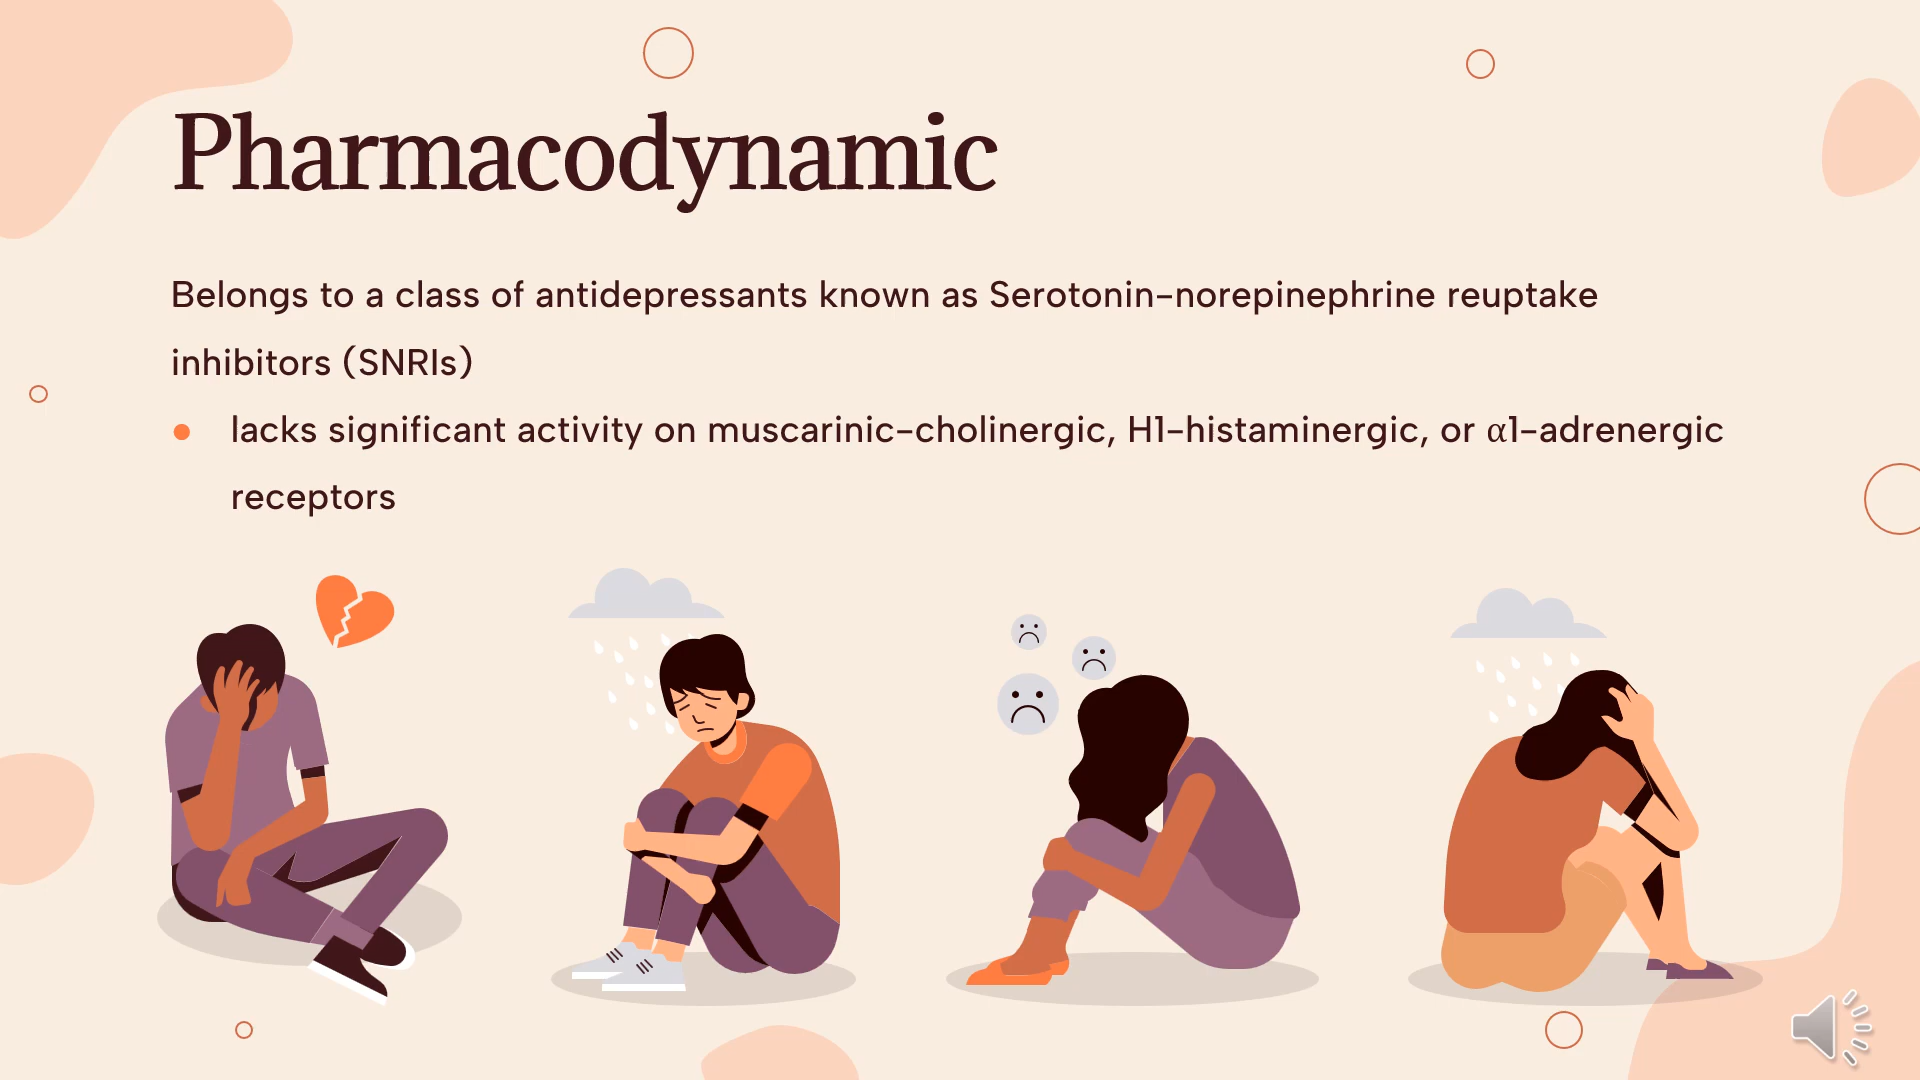 Pharmacodynamic
Belongs to a class of antidepressants known as Serotonin-norepinephrine reuptake
inhibitors (SNRIs)
● lacks significant activity on muscarinic-cholinergic, H1-histaminergic, or α1-adrenergic
receptors